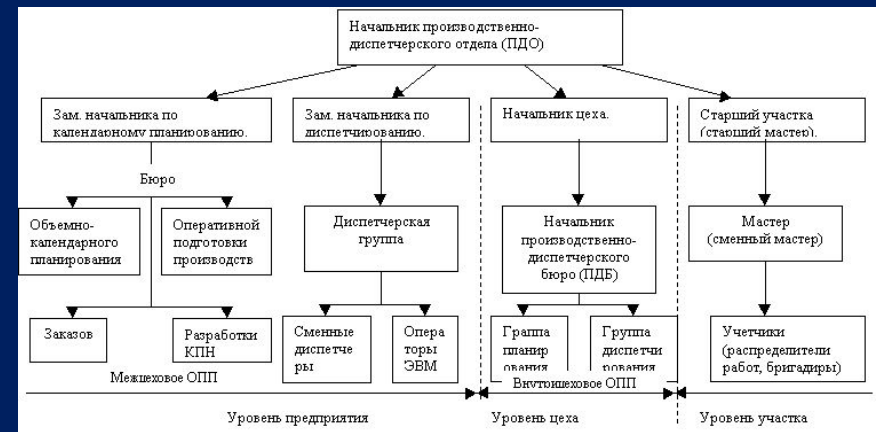 Начальник производственно-
диспетчерского отдела (ПДО)
Зам. начальника по
календарному планированию.
Зам. начальника по
диспетчированию.
Начальник цеха.
Старший участка
(старший мастер).
Бюро
Объемно-
календарного
планирования
Оперативной
подготовки
производств
Диспетчерская
группа
Начальник
производственно-
диспетчерского
бюро (ПДБ)
Мастер
(сменный мастер)
Заказов
Разработки
КПН
Сменные
диспетче
ры
Опера
торы
ЭВМ
Граппа
планир
ования
Группа
диспетчи
рования
Учетчики
(распределители
работ, бригадиры)
Межцеховое ОПП
Внутрицеховое ОПП
Уровень предприятия
Уровень цеха
Уровень участка